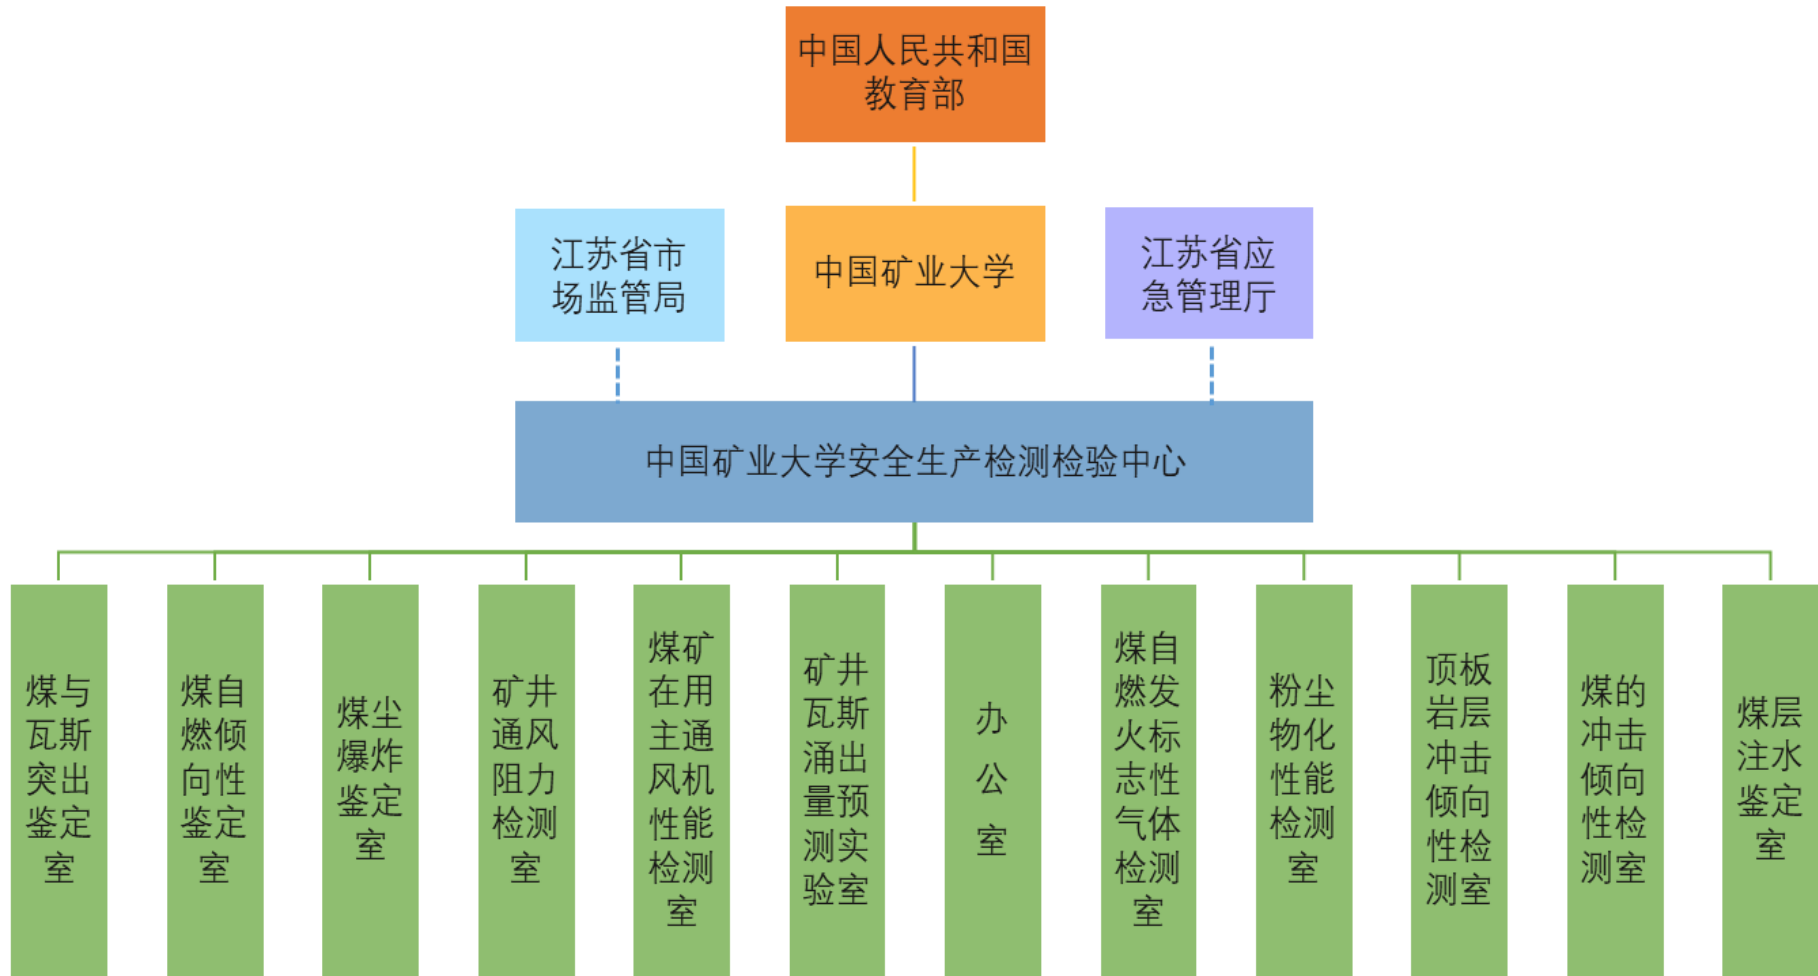 中国人民共和国
教育部
江苏省市
场监管局
中国矿业大学
江苏省应
急管理厅
中国矿业大学安全生产检测检验中心
煤与
瓦斯
突出
鉴定
室
煤自
燃倾
向性
鉴定
室
煤尘
爆炸
鉴定
室
矿井
通风
阻力
检测
室
煤矿
在用
主通
风机
性能
检测
室
矿井
瓦斯
涌出
量预
测实
验室
办
公
室
煤自
燃发
火标
志性
气体
检测
室
粉尘
物化
性能
检测
室
顶板
岩层
冲击
倾向
性检
测室
煤的
冲击
倾向
性检
测室
煤层
注水
鉴定
室